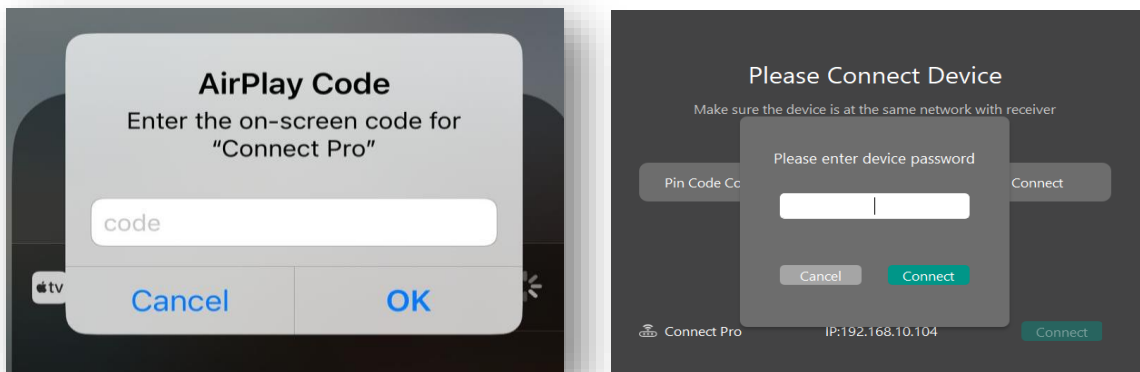 AirPlay Code
Enter the on-screen code for
“Connect Pro”
code
tv
Cancel
OK
Please Connect Device
Make sure the device is at the same network with receiver
Please enter device password
Pin Code Co
Connect
Cancel
Connect
Connect Pro
IP:192.168.10.104
Connect